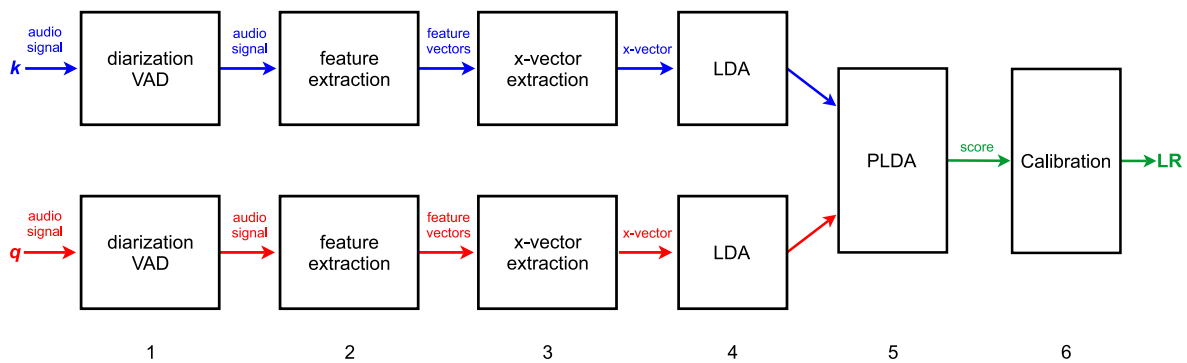 audio
signal
k
diarization
VAD
audio
signal
feature
extraction
feature
vectors
x-vector
extraction
x-vector
LDA
audio
signal
q
diarization
VAD
audio
signal
feature
extraction
feature
vectors
x-vector
extraction
x-vector
LDA
PLDA
score
Calibration
LR
1
2
3
4
5
6